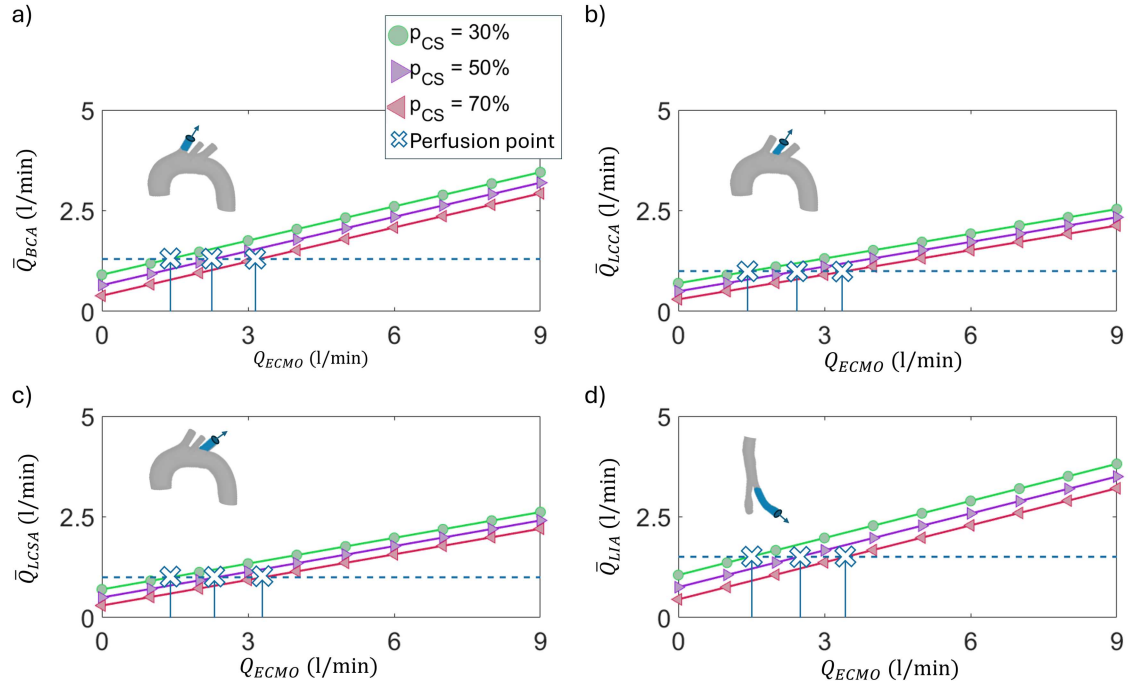 a)
p_CS = 30%
p_CS = 50%
p_CS = 70%
Perfusion point
5
2.5
0
Q̄_BCA (l/min)
0 3 6 9
Q_ECMO (l/min)
b)
5
2.5
0
Q̄_LCCA (l/min)
0 3 6 9
Q_ECMO (l/min)
c)
5
2.5
0
Q̄_LCSA (l/min)
0 3 6 9
Q_ECMO (l/min)
d)
5
2.5
0
Q̄_LIA (l/min)
0 3 6 9
Q_ECMO (l/min)